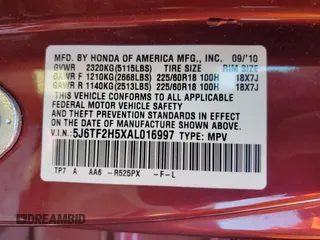 MFD. BY HONDA OF AMERICA MFG., INC. 09/'10
GVWR 2320KG(5115LBS) TIRE SIZE RIM SIZE
GAWR F 1210KG(2668LBS) 225/60R18 100H 18X7J
GAWR R 1140KG(2513LBS) 225/60R18 100H 18X7J
THIS VEHICLE CONFORMS TO ALL APPLICABLE
FEDERAL MOTOR VEHICLE SAFETY AND THEFT
PREVENTION STANDARDS IN EFFECT ON THE
DATE OF MANUFACTURE SHOWN ABOVE.
V.I.N.: 5J6TF2H5XAL016997 TYPE: MPV
TP7 A AA6 -R525PX -F-L
DREAMBID